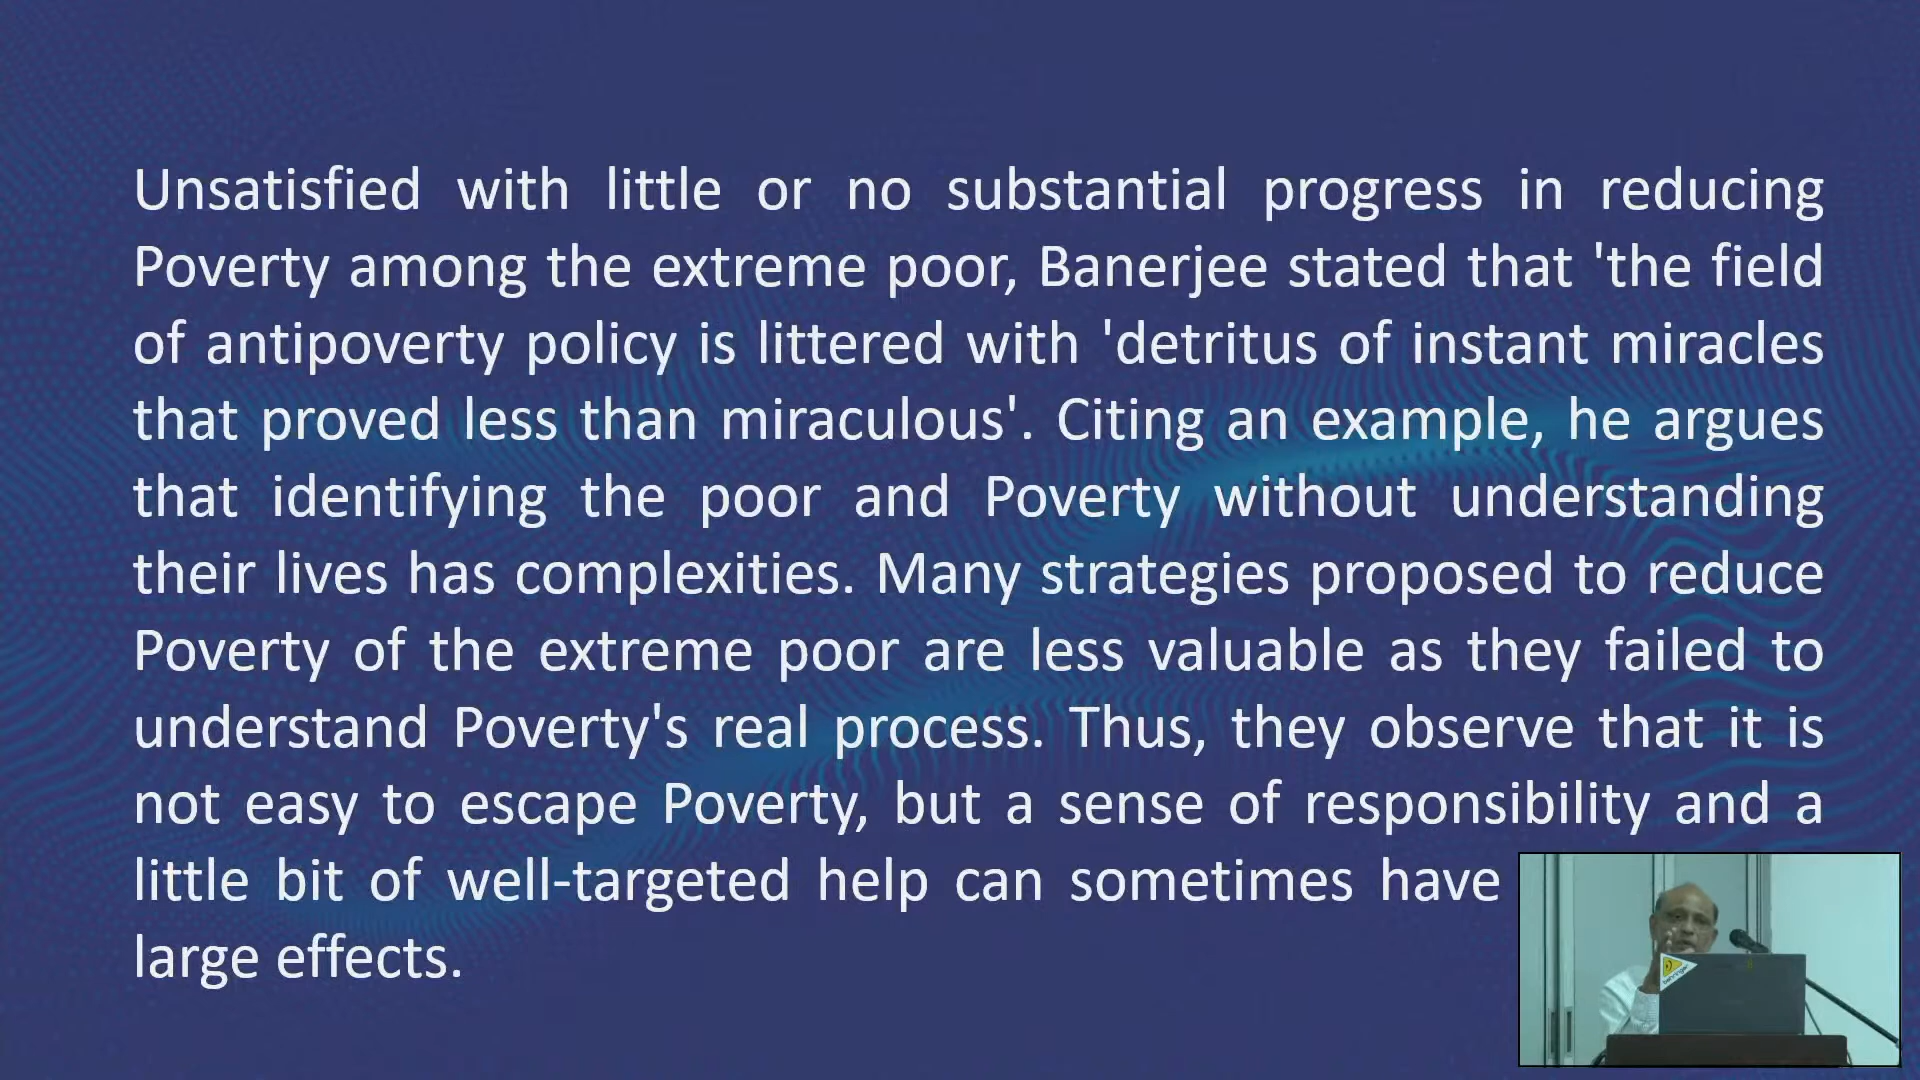 Unsatisfied with little or no substantial progress in reducing
Poverty among the extreme poor, Banerjee stated that 'the field
of antipoverty policy is littered with 'detritus of instant miracles
that proved less than miraculous'. Citing an example, he argues
that identifying the poor and Poverty without understanding
their lives has complexities. Many strategies proposed to reduce
Poverty of the extreme poor are less valuable as they failed to
understand Poverty's real process. Thus, they observe that it is
not easy to escape Poverty, but a sense of responsibility and a
little bit of well-targeted help can sometimes have
large effects.
behringer